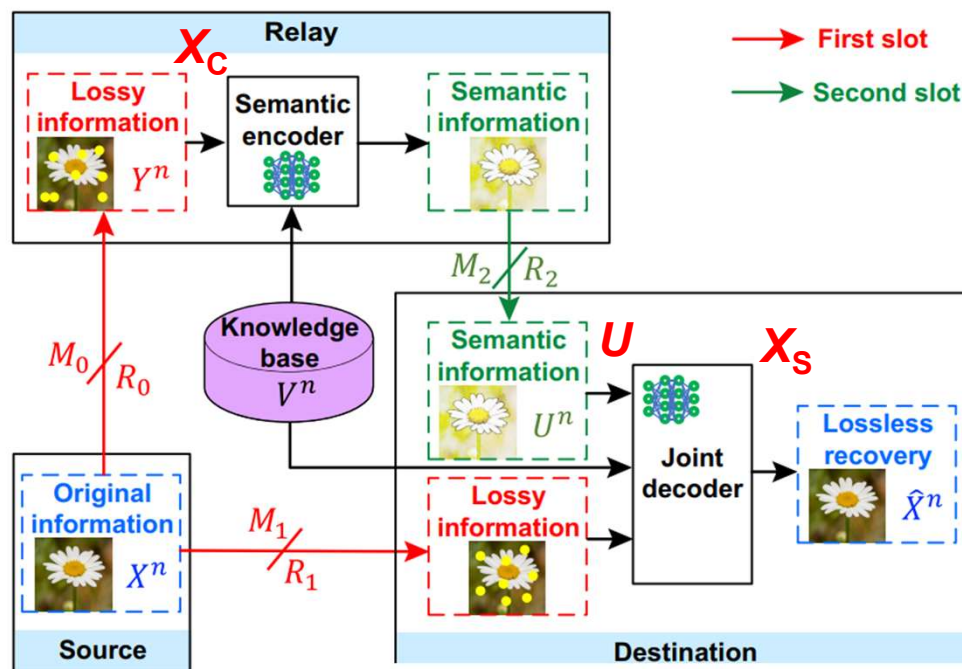 Relay
X_C
First slot
Second slot
Lossy
information
Y^n
Semantic
encoder
Semantic
information
M_2
R_2
Knowledge
base
V^n
M_0
R_0
U
X_S
Semantic
information
U^n
Joint
decoder
Lossless
recovery
X̂^n
Original
information
X^n
M_1
R_1
Lossy
information
Source
Destination